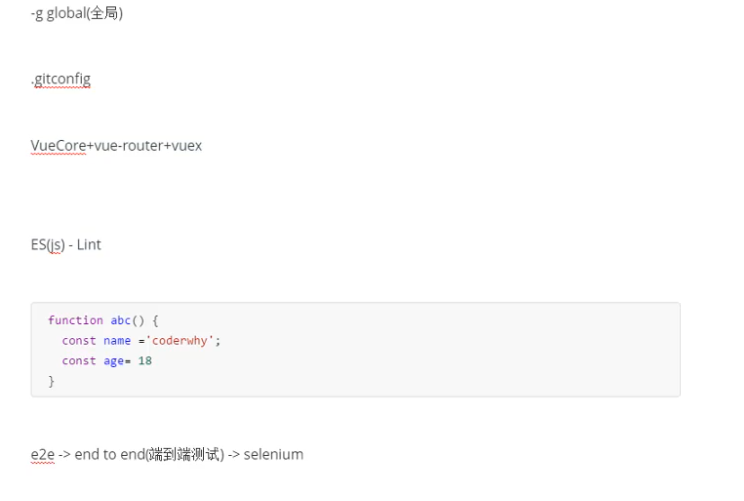 -g global(全局)
.gitconfig
VueCore+vue-router+vuex
ES(js) - Lint
function abc() {
  const name ='coderwhy';
  const age= 18
}
e2e -> end to end(端到端测试) -> selenium